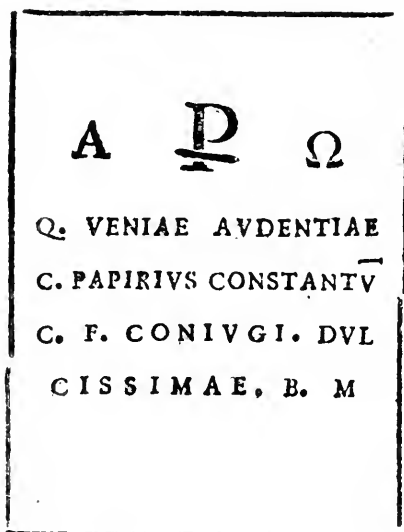 A ⳨ Ω
Q. VENIAE AVDENTIAE
C. PAPIRIVS CONSTANTV̄
C. F. CONIVGI. DVL
CISSIMAE, B. M